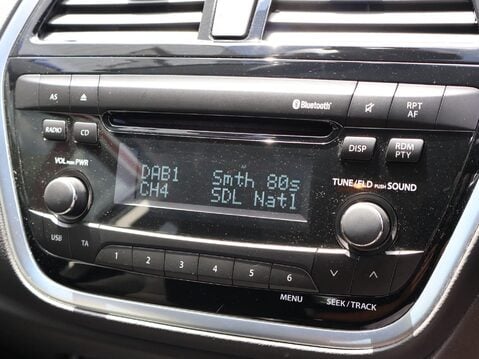 AS
Bluetooth
RPT
AF
RADIO
CD
DISP
RDM
PTY
VOL PUSH PWR
DAB1 Smth 80s
CH4 SDL Natl
TUNE/FLD PUSH SOUND
USB
TA
1 2 3 4 5 6
MENU
SEEK/TRACK